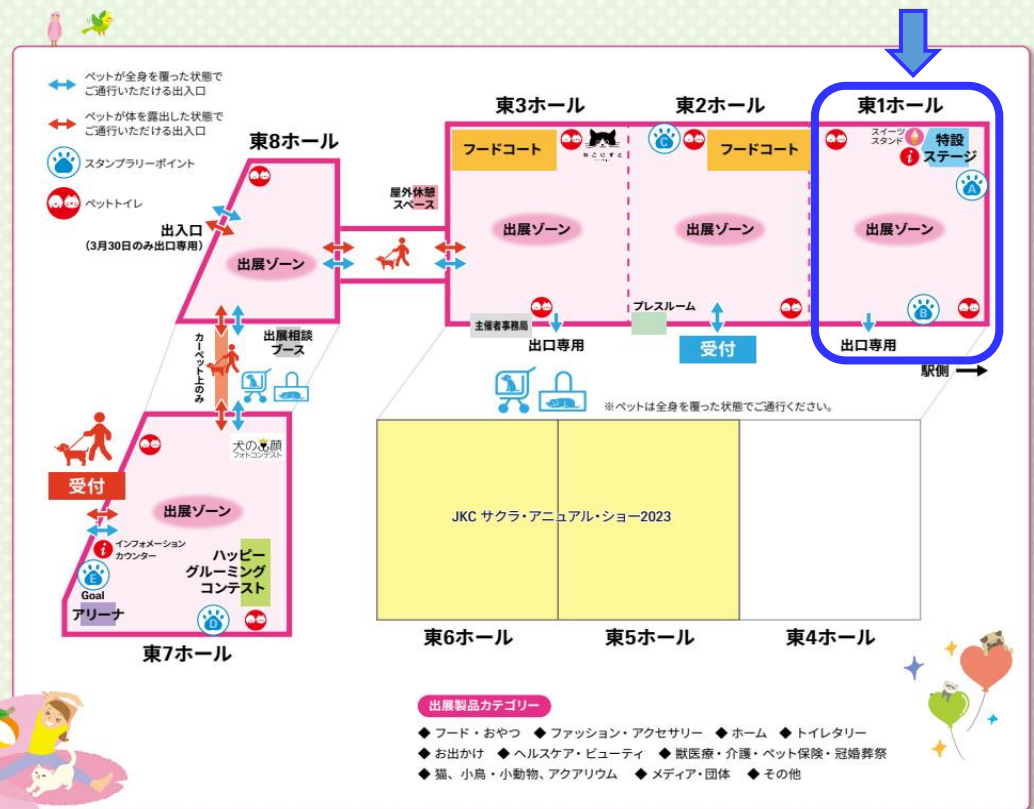 ペットが全身を覆った状態で
ご通行いただける出入口
ペットが体を露出した状態で
ご通行いただける出入口
スタンプラリーポイント
ペットトイレ
東8ホール
東3ホール
東2ホール
東1ホール
フードコート
ねこにすと
C
フードコート
スイーツ
スタンド
i
特設
ステージ
A
屋外休憩
スペース
出入口
(3月30日のみ出口専用)
出展ゾーン
出展ゾーン
出展ゾーン
出展ゾーン
主催者事務局
出口専用
プレスルーム
受付
B
出口専用
駅側
カーペット上のみ
出展相談
ブース
※ペットは全身を覆った状態でご通行ください。
受付
犬の笑顔
フォトコンテスト
出展ゾーン
i
インフォメーション
カウンター
E
Goal
アリーナ
ハッピー
グルーミング
コンテスト
D
東7ホール
JKC サクラ・アニュアル・ショー2023
東6ホール
東5ホール
東4ホール
出展製品カテゴリー
◆ フード・おやつ ◆ ファッション・アクセサリー ◆ ホーム ◆ トイレタリー
◆ お出かけ ◆ ヘルスケア・ビューティ ◆ 獣医療・介護・ペット保険・冠婚葬祭
◆ 猫、小鳥・小動物、アクアリウム ◆ メディア・団体 ◆ その他